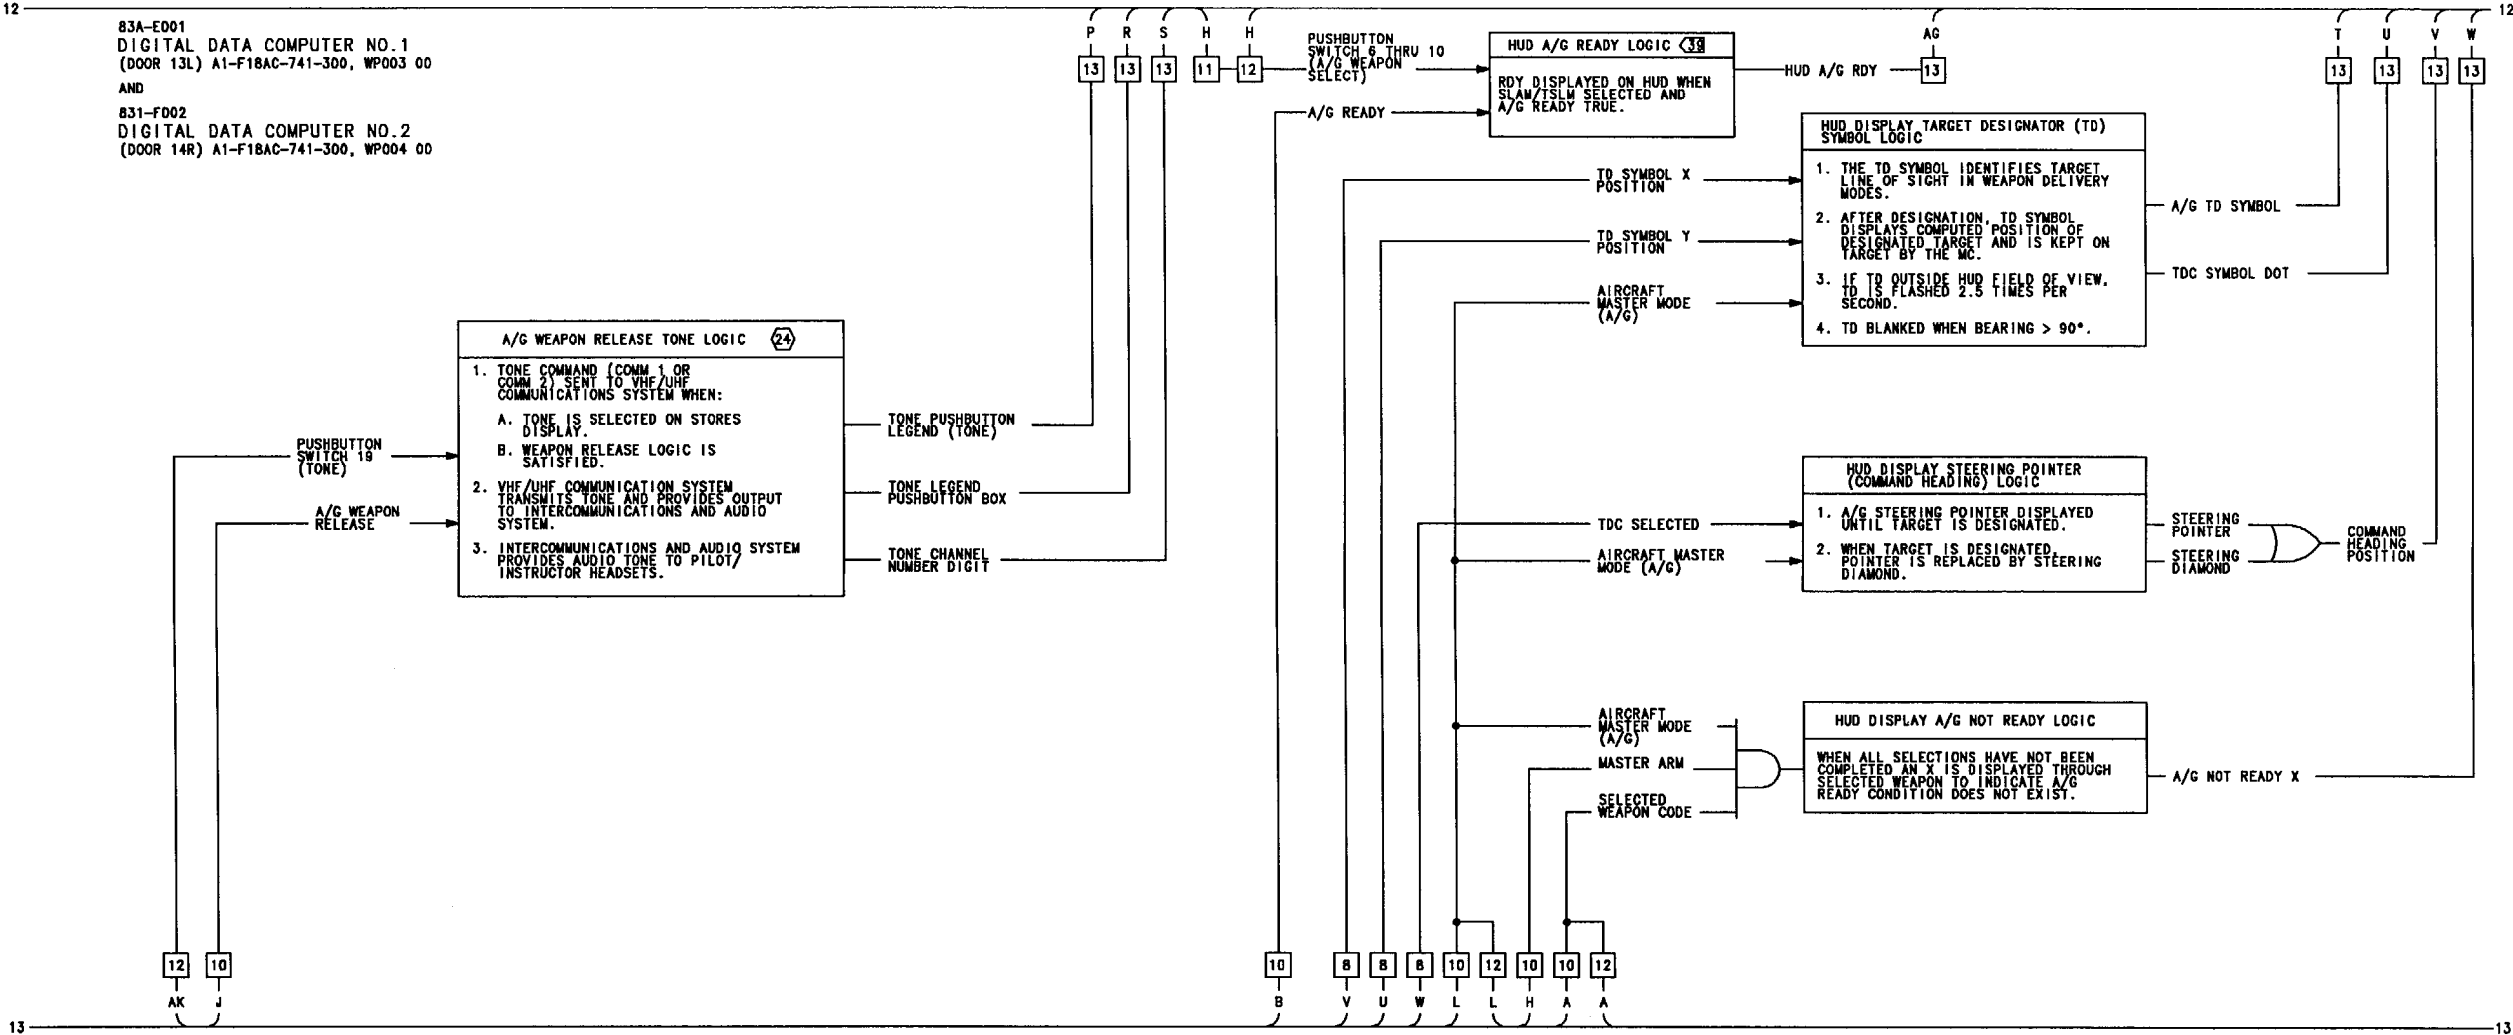 12
12
83A-E001
DIGITAL DATA COMPUTER NO.1
(DOOR 13L) A1-F18AC-741-300, WP003 00
AND
831-F002
DIGITAL DATA COMPUTER NO.2
(DOOR 14R) A1-F18AC-741-300, WP004 00
P R S H H
13 13 13 11 12
PUSHBUTTON
SWITCH 6 THRU 10
(A/G WEAPON
SELECT)
A/G READY
HUD A/G READY LOGIC 39
RDY DISPLAYED ON HUD WHEN
SLAM/TSLM SELECTED AND
A/G READY TRUE.
HUD A/G RDY
AG
13
T U V W
13 13 13 13
TD SYMBOL X
POSITION
TD SYMBOL Y
POSITION
AIRCRAFT
MASTER MODE
(A/G)
HUD DISPLAY TARGET DESIGNATOR (TD)
SYMBOL LOGIC
1. THE TD SYMBOL IDENTIFIES TARGET
LINE OF SIGHT IN WEAPON DELIVERY
MODES.
2. AFTER DESIGNATION, TD SYMBOL
DISPLAYS COMPUTED POSITION OF
DESIGNATED TARGET AND IS KEPT ON
TARGET BY THE MC.
3. IF TD OUTSIDE HUD FIELD OF VIEW,
TD IS FLASHED 2.5 TIMES PER
SECOND.
4. TD BLANKED WHEN BEARING > 90°.
A/G TD SYMBOL
TDC SYMBOL DOT
PUSHBUTTON
SWITCH 19
(TONE)
A/G WEAPON
RELEASE
A/G WEAPON RELEASE TONE LOGIC 24
1. TONE COMMAND (COMM 1 OR
COMM 2) SENT TO VHF/UHF
COMMUNICATIONS SYSTEM WHEN:
A. TONE IS SELECTED ON STORES
DISPLAY.
B. WEAPON RELEASE LOGIC IS
SATISFIED.
2. VHF/UHF COMMUNICATION SYSTEM
TRANSMITS TONE AND PROVIDES OUTPUT
TO INTERCOMMUNICATIONS AND AUDIO
SYSTEM.
3. INTERCOMMUNICATIONS AND AUDIO SYSTEM
PROVIDES AUDIO TONE TO PILOT/
INSTRUCTOR HEADSETS.
TONE PUSHBUTTON
LEGEND (TONE)
TONE LEGEND
PUSHBUTTON BOX
TONE CHANNEL
NUMBER DIGIT
TDC SELECTED
AIRCRAFT MASTER
MODE (A/G)
HUD DISPLAY STEERING POINTER
(COMMAND HEADING) LOGIC
1. A/G STEERING POINTER DISPLAYED
UNTIL TARGET IS DESIGNATED.
2. WHEN TARGET IS DESIGNATED,
POINTER IS REPLACED BY STEERING
DIAMOND.
STEERING
POINTER
STEERING
DIAMOND
COMMAND
HEADING
POSITION
AIRCRAFT
MASTER MODE
(A/G)
MASTER ARM
SELECTED
WEAPON CODE
HUD DISPLAY A/G NOT READY LOGIC
WHEN ALL SELECTIONS HAVE NOT BEEN
COMPLETED AN X IS DISPLAYED THROUGH
SELECTED WEAPON TO INDICATE A/G
READY CONDITION DOES NOT EXIST.
A/G NOT READY X
12 10
AK J
10 8 8 8 10 12 10 10 12
B V U W L L H A A
13
13